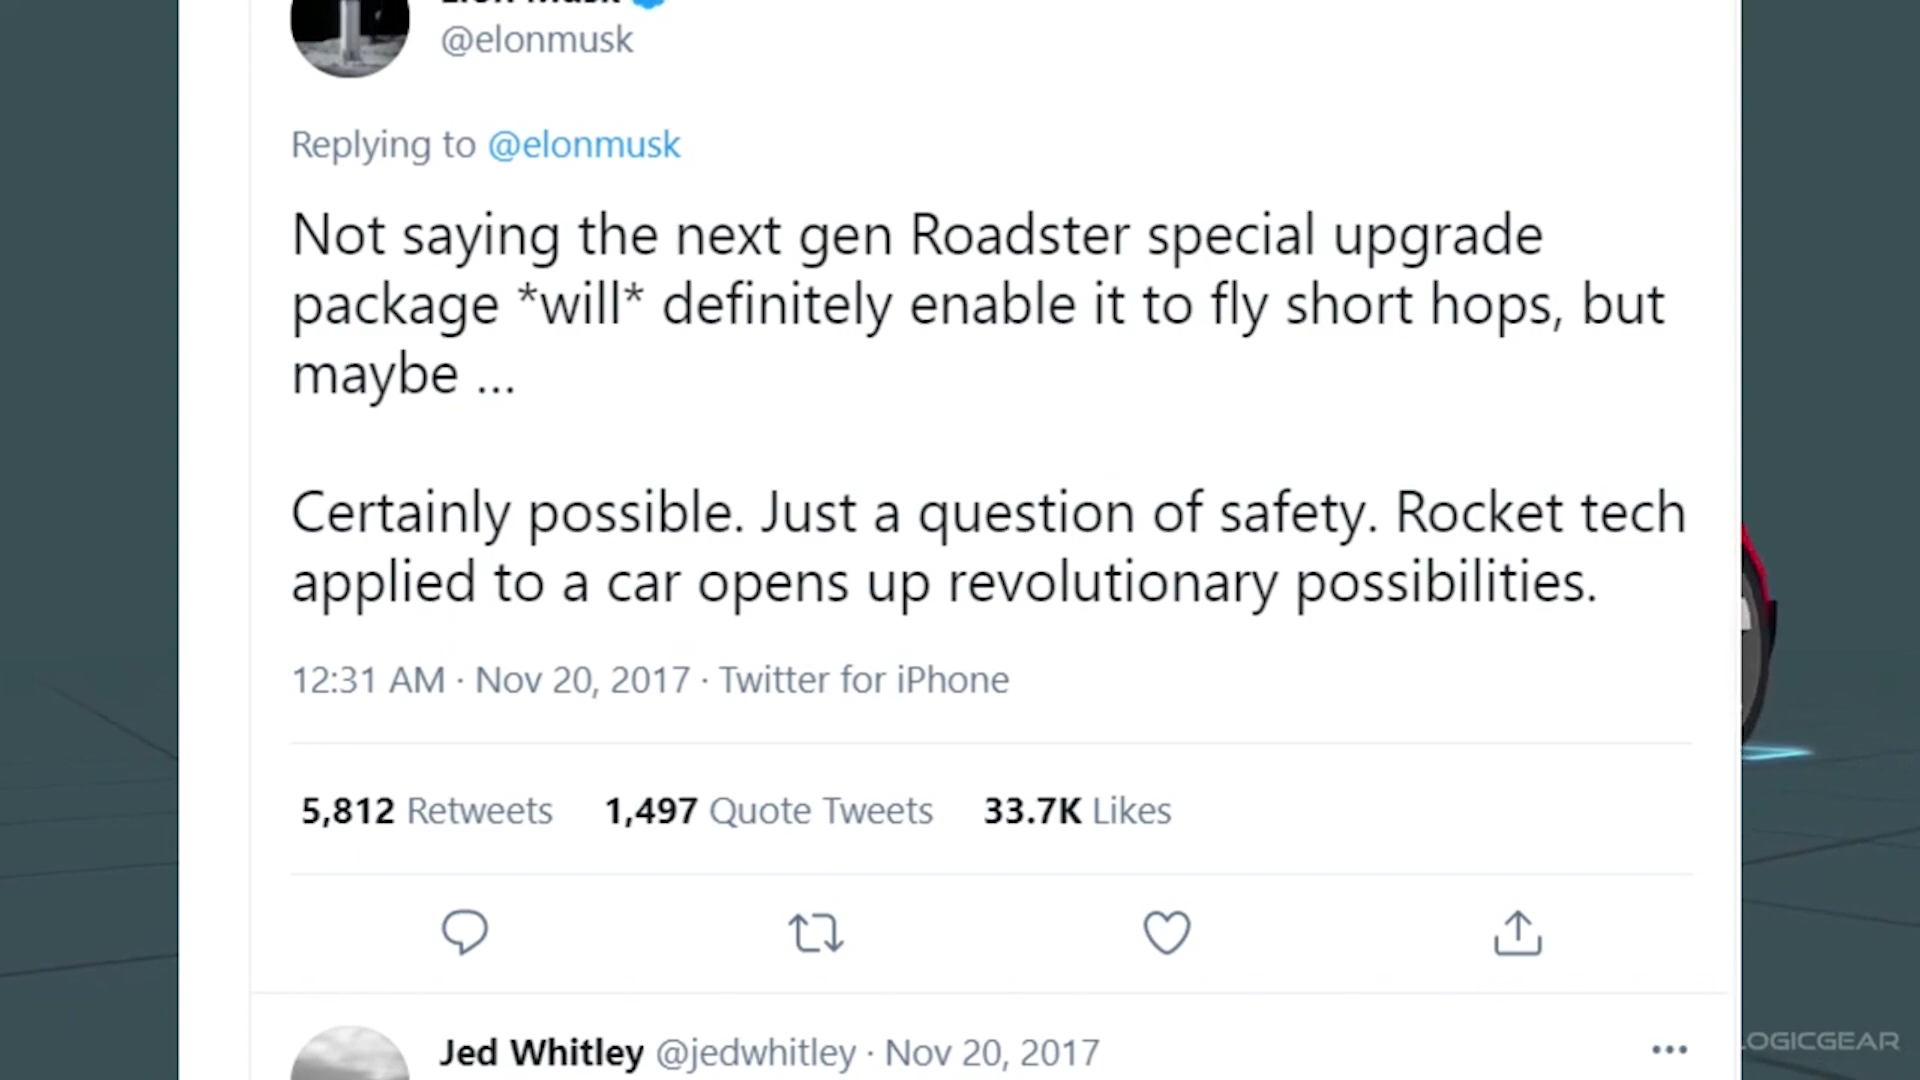 Elon Musk
@elonmusk
Replying to @elonmusk
Not saying the next gen Roadster special upgrade
package *will* definitely enable it to fly short hops, but
maybe ...
Certainly possible. Just a question of safety. Rocket tech
applied to a car opens up revolutionary possibilities.
12:31 AM · Nov 20, 2017 · Twitter for iPhone
5,812 Retweets 1,497 Quote Tweets 33.7K Likes
Jed Whitley @jedwhitley · Nov 20, 2017
LOGICGEAR